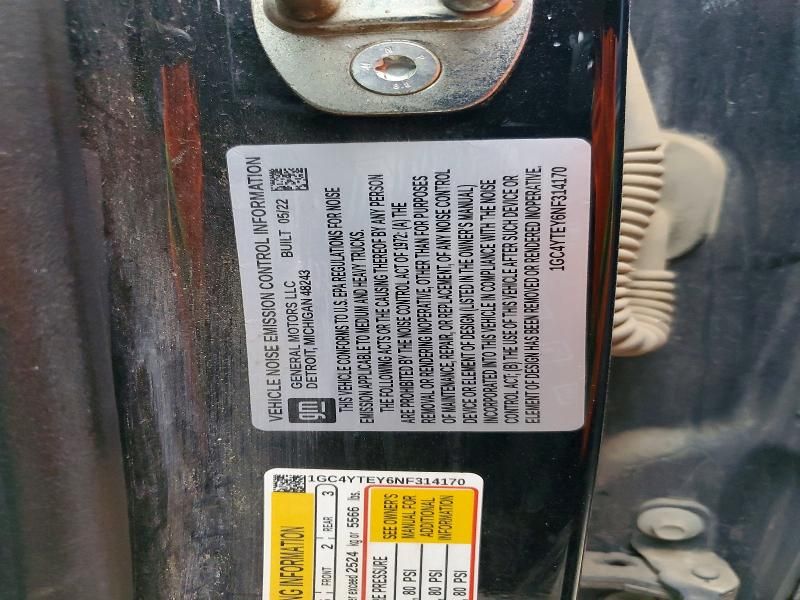 VEHICLE NOISE EMISSION CONTROL INFORMATION
gm
GENERAL MOTORS LLC BUILT 05/22
DETROIT, MICHIGAN 48243
THIS VEHICLE CONFORMS TO U.S. EPA REGULATIONS FOR NOISE
EMISSION APPLICABLE TO MEDIUM AND HEAVY TRUCKS.
THE FOLLOWING ACTS OR THE CAUSING THEREOF BY ANY PERSON
ARE PROHIBITED BY THE NOISE CONTROL ACT OF 1972: (A) THE
REMOVAL OR RENDERING INOPERATIVE, OTHER THAN FOR PURPOSES
OF MAINTENANCE, REPAIR, OR REPLACEMENT, OF ANY NOISE CONTROL
DEVICE OR ELEMENT OF DESIGN (LISTED IN THE OWNER'S MANUAL)
INCORPORATED INTO THIS VEHICLE IN COMPLIANCE WITH THE NOISE
CONTROL ACT; (B) THE USE OF THIS VEHICLE AFTER SUCH DEVICE OR
ELEMENT OF DESIGN HAS BEEN REMOVED OR RENDERED INOPERATIVE.
1GC4YTEY6NF314170
1GC4YTEY6NF314170
INFORMATION
FRONT 2 REAR 3
exceed 2524 kg or 5566 lbs.
PRESSURE
80 PSI
80 PSI
80 PSI
SEE OWNER'S
MANUAL FOR
ADDITIONAL
INFORMATION